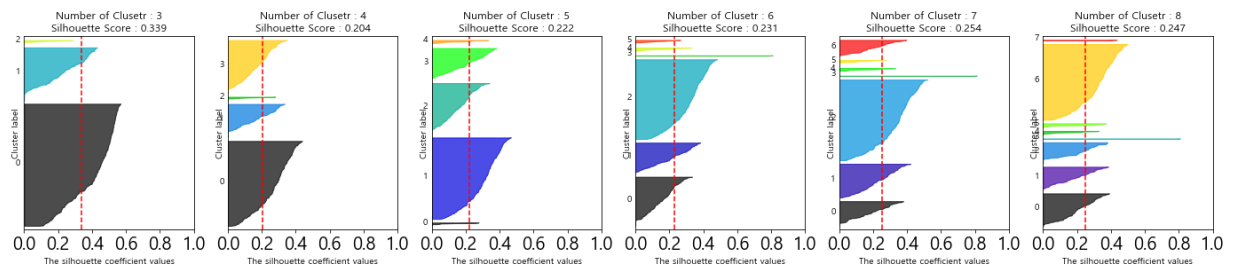 Number of Clusetr : 3
Silhouette Score : 0.339
2
1
0
Cluster label
0.0 0.2 0.4 0.6 0.8 1.0
The silhouette coefficient values
Number of Clusetr : 4
Silhouette Score : 0.204
3
2
1
0
Cluster label
0.0 0.2 0.4 0.6 0.8 1.0
The silhouette coefficient values
Number of Clusetr : 5
Silhouette Score : 0.222
4
3
2
1
0
Cluster label
0.0 0.2 0.4 0.6 0.8 1.0
The silhouette coefficient values
Number of Clusetr : 6
Silhouette Score : 0.231
5
4
3
2
1
0
Cluster label
0.0 0.2 0.4 0.6 0.8 1.0
The silhouette coefficient values
Number of Clusetr : 7
Silhouette Score : 0.254
6
5
4
3
2
1
0
Cluster label
0.0 0.2 0.4 0.6 0.8 1.0
The silhouette coefficient values
Number of Clusetr : 8
Silhouette Score : 0.247
7
6
2
1
0
Cluster label
0.0 0.2 0.4 0.6 0.8 1.0
The silhouette coefficient values